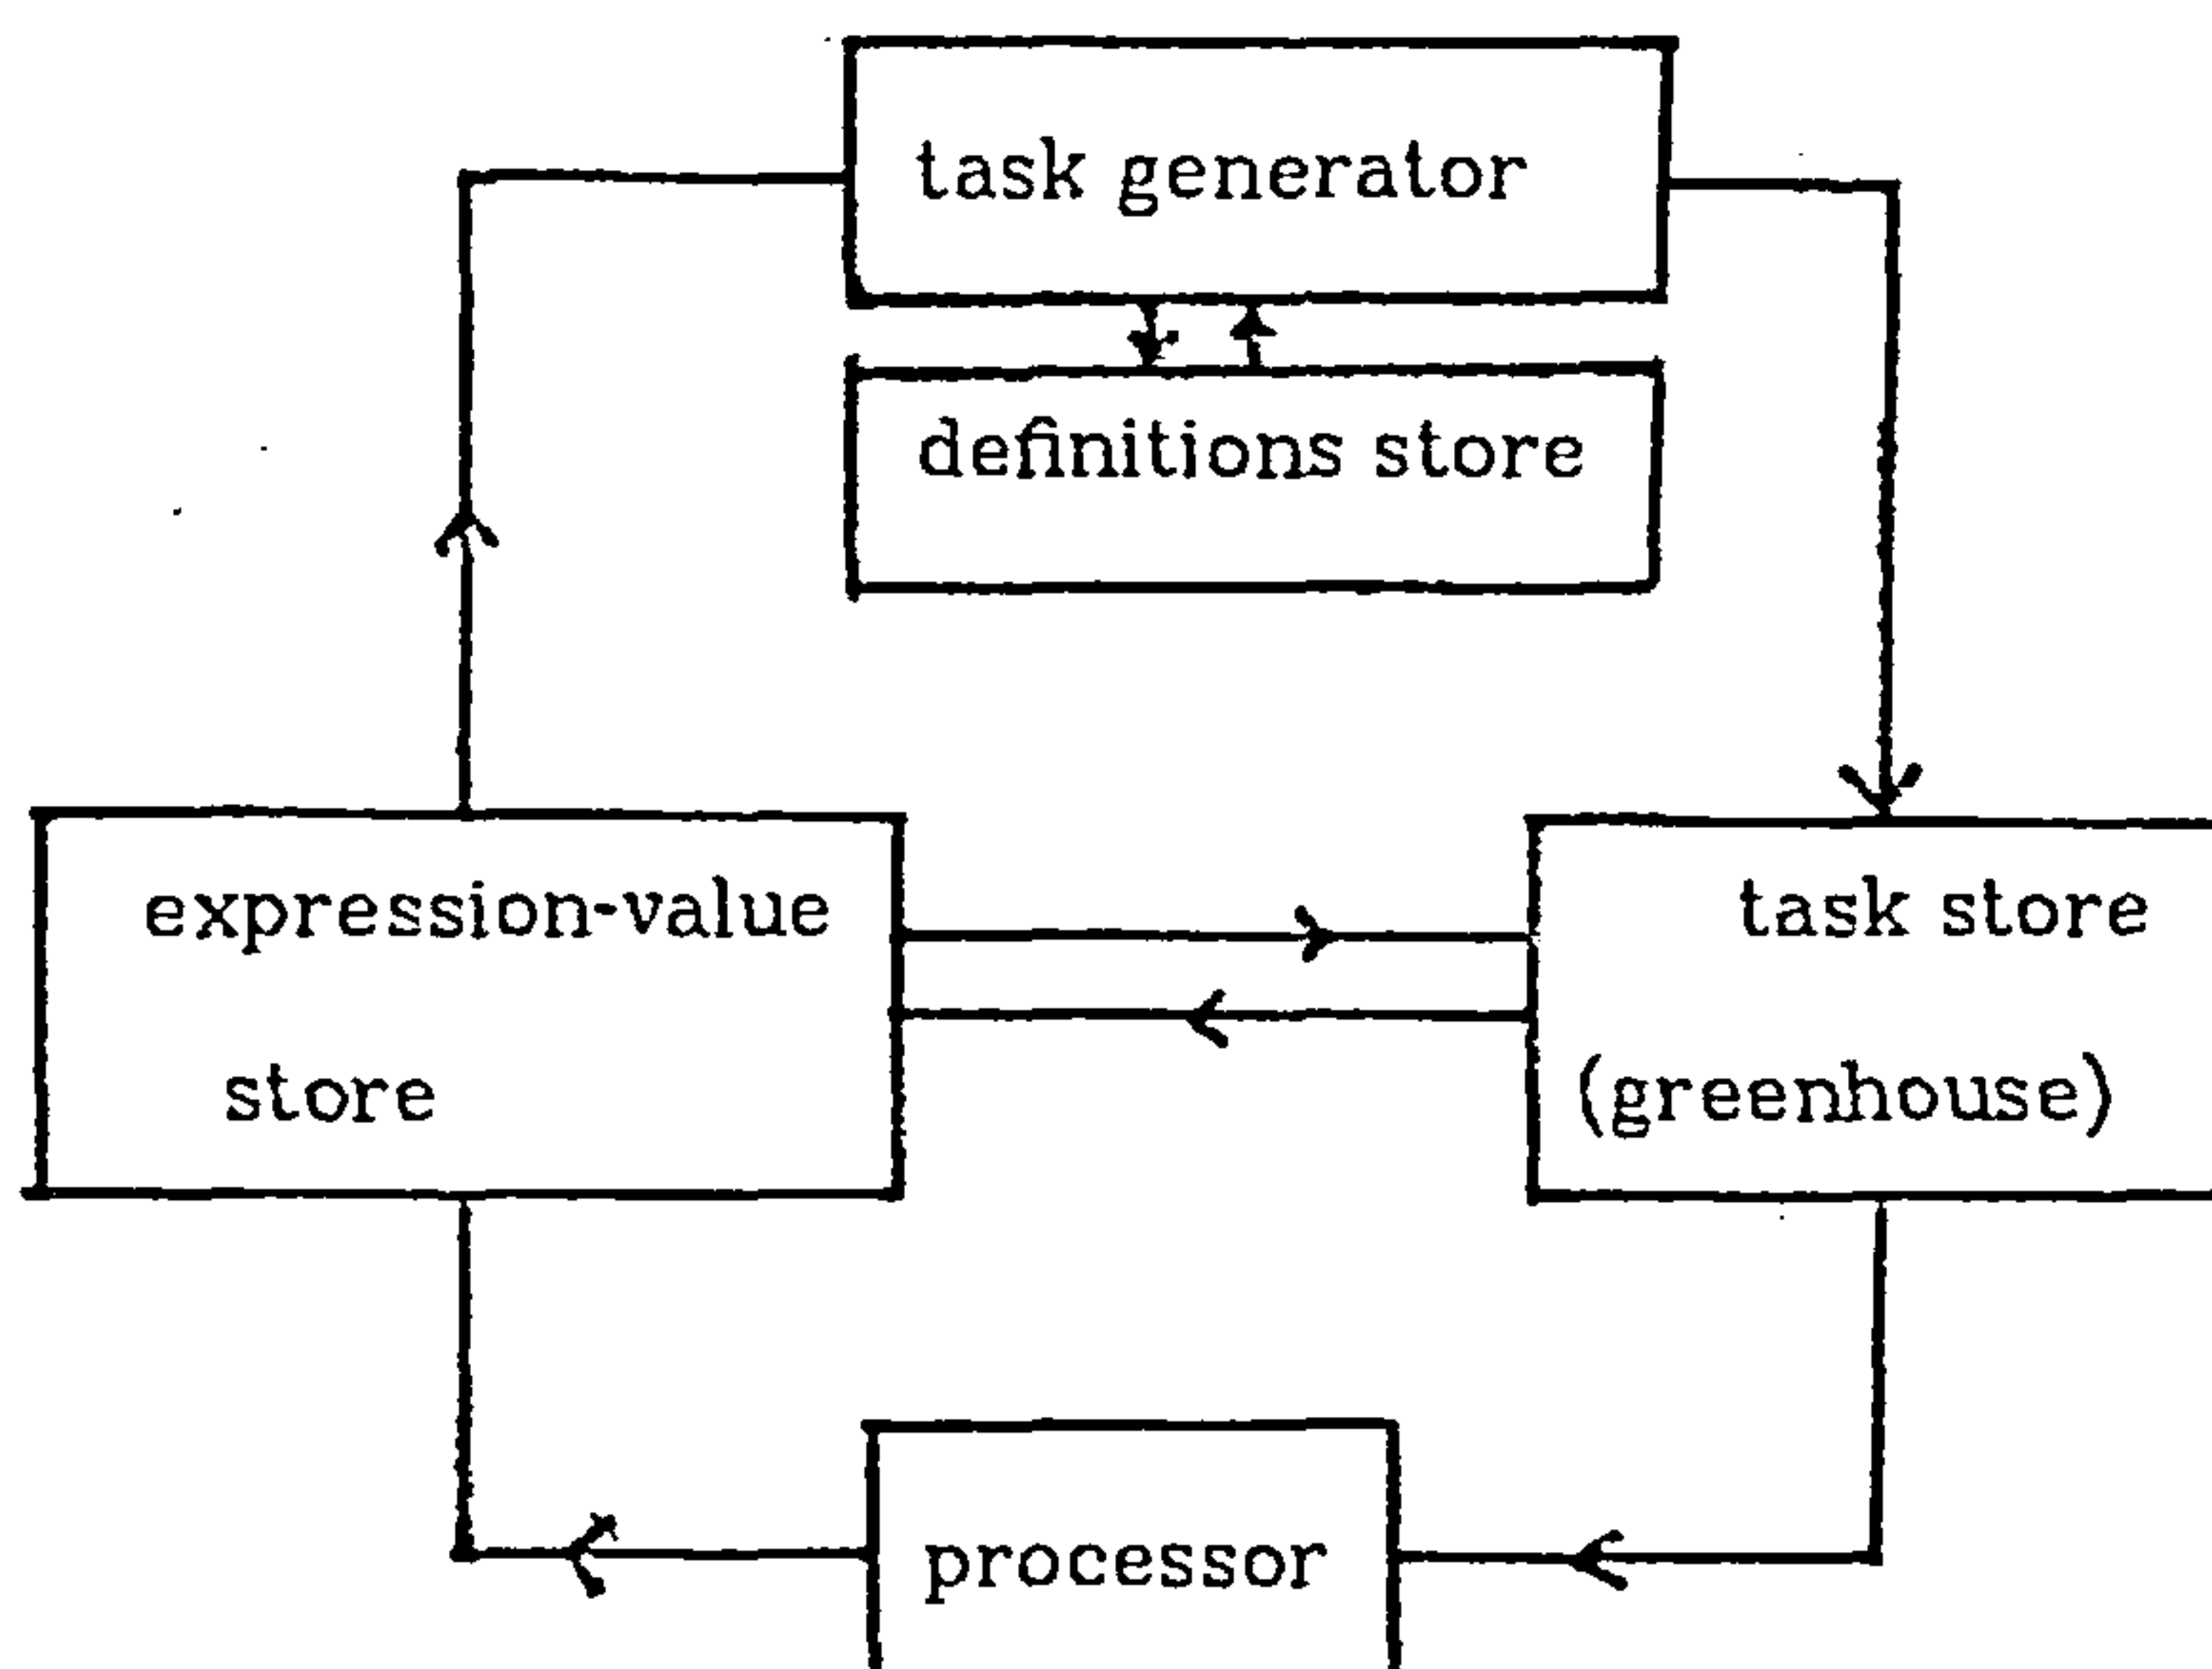 task generator
definitions store
expression-value
store
task store
(greenhouse)
processor